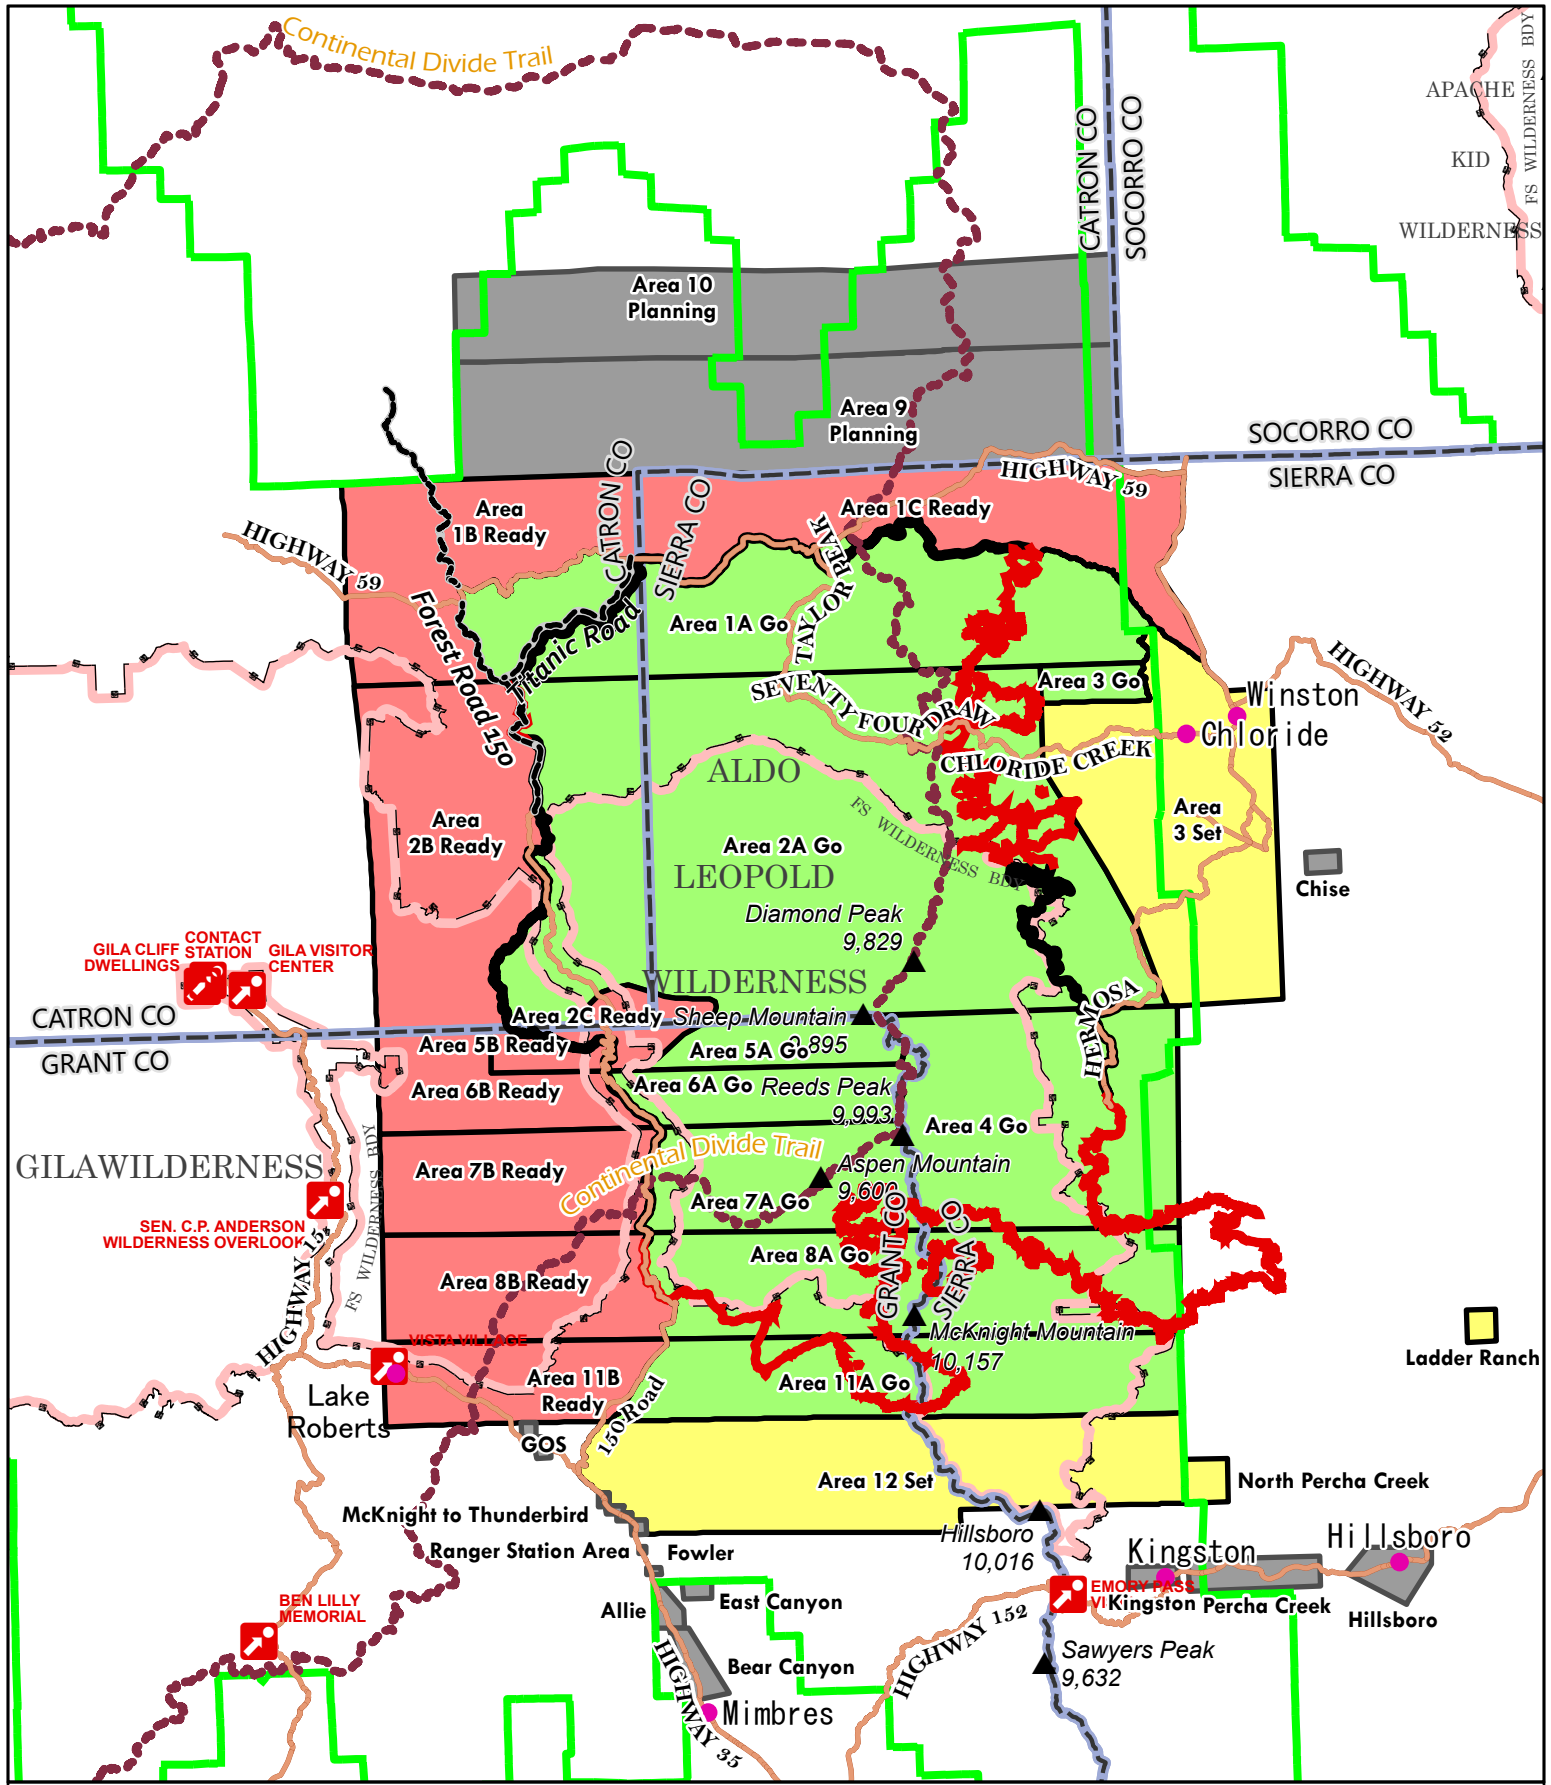 Continental Divide Trail
CATRON CO
SOCORRO CO
APACHE
KID
WILDERNESS
FS WILDERNESS BDY
Area 10
Planning
Area 9
Planning
SOCORRO CO
SIERRA CO
CATRON CO
SIERRA CO
HIGHWAY 59
Area
1B Ready
Area 1C Ready
HIGHWAY 59
TAYLOR PEAK
Forest Road 150
Titanic Road
Area 1A Go
SEVENTY FOUR DRAW
Area 3 Go
HIGHWAY 52
Winston
Chloride
CHLORIDE CREEK
ALDO
FS WILDERNESS BDY
Area
2B Ready
Area 2A Go
Area
3 Set
LEOPOLD
Chise
Diamond Peak
9,829
GILA CLIFF
DWELLINGS
CONTACT
STATION
GILA VISITOR
CENTER
WILDERNESS
CATRON CO
GRANT CO
Area 2C Ready
Sheep Mountain
9,895
HERMOSA
Area 5B Ready
Area 5A Go
Area 6B Ready
Area 6A Go
Reeds Peak
9,993
Area 4 Go
Continental Divide Trail
GILAWILDERNESS
FS WILDERNESS BDY
Area 7B Ready
Aspen Mountain
9,600
Area 7A Go
SEN. C.P. ANDERSON
WILDERNESS OVERLOOK
HIGHWAY 15
GRANT CO
SIERRA CO
Area 8A Go
Area 8B Ready
McKnight Mountain
10,157
VISTA VILLAGE
Ladder Ranch
Area 11B
Ready
Area 11A Go
Lake
Roberts
150 Road
GOS
Area 12 Set
North Percha Creek
McKnight to Thunderbird
Hillsboro
10,016
Ranger Station Area
Fowler
Kingston
Hillsboro
EMORY PASS
Kingston
Percha Creek
Hillsboro
BEN LILLY
MEMORIAL
Allie
East Canyon
HIGHWAY 152
Sawyers Peak
9,632
Bear Canyon
Mimbres
HIGHWAY 35